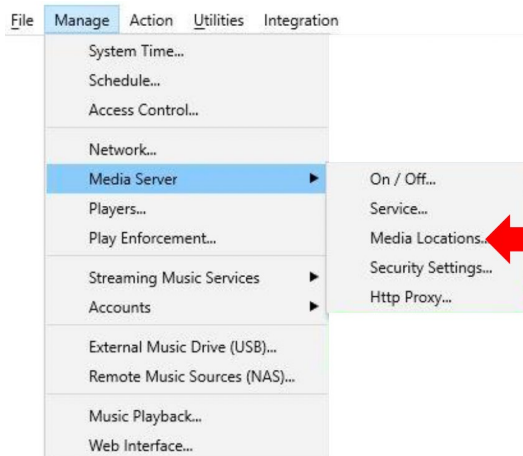 File Manage Action Utilities Integration
System Time...
Schedule...
Access Control...
Network...
Media Server
Players...
Play Enforcement...
Streaming Music Services
Accounts
External Music Drive (USB)...
Remote Music Sources (NAS)...
Music Playback...
Web Interface...
On / Off...
Service...
Media Locations...
Security Settings...
Http Proxy...